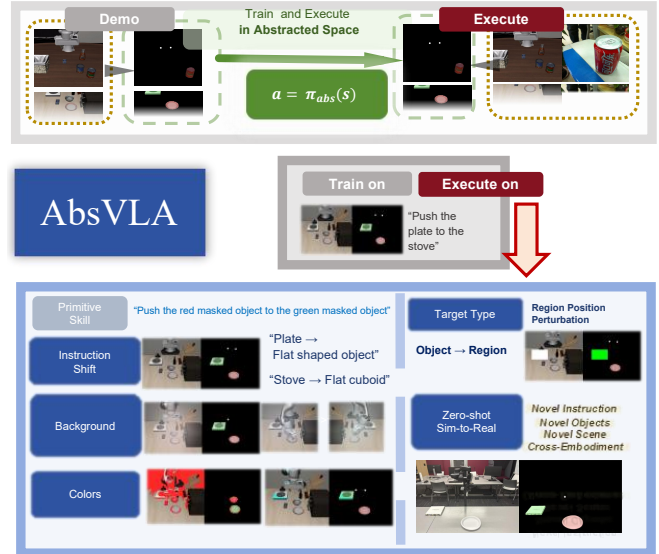 Demo
Train and Execute
in Abstracted Space
Execute
a = π_abs(s)
AbsVLA
Train on
Execute on
"Push the
plate to the
stove"
Primitive
Skill
"Push the red masked object to the green masked object"
Instruction
Shift
"Plate →
Flat shaped object"
"Stove → Flat cuboid"
Background
Colors
Target Type
Region Position
Perturbation
Object → Region
Zero-shot
Sim-to-Real
Novel Instruction
Novel Objects
Novel Scene
Cross-Embodiment